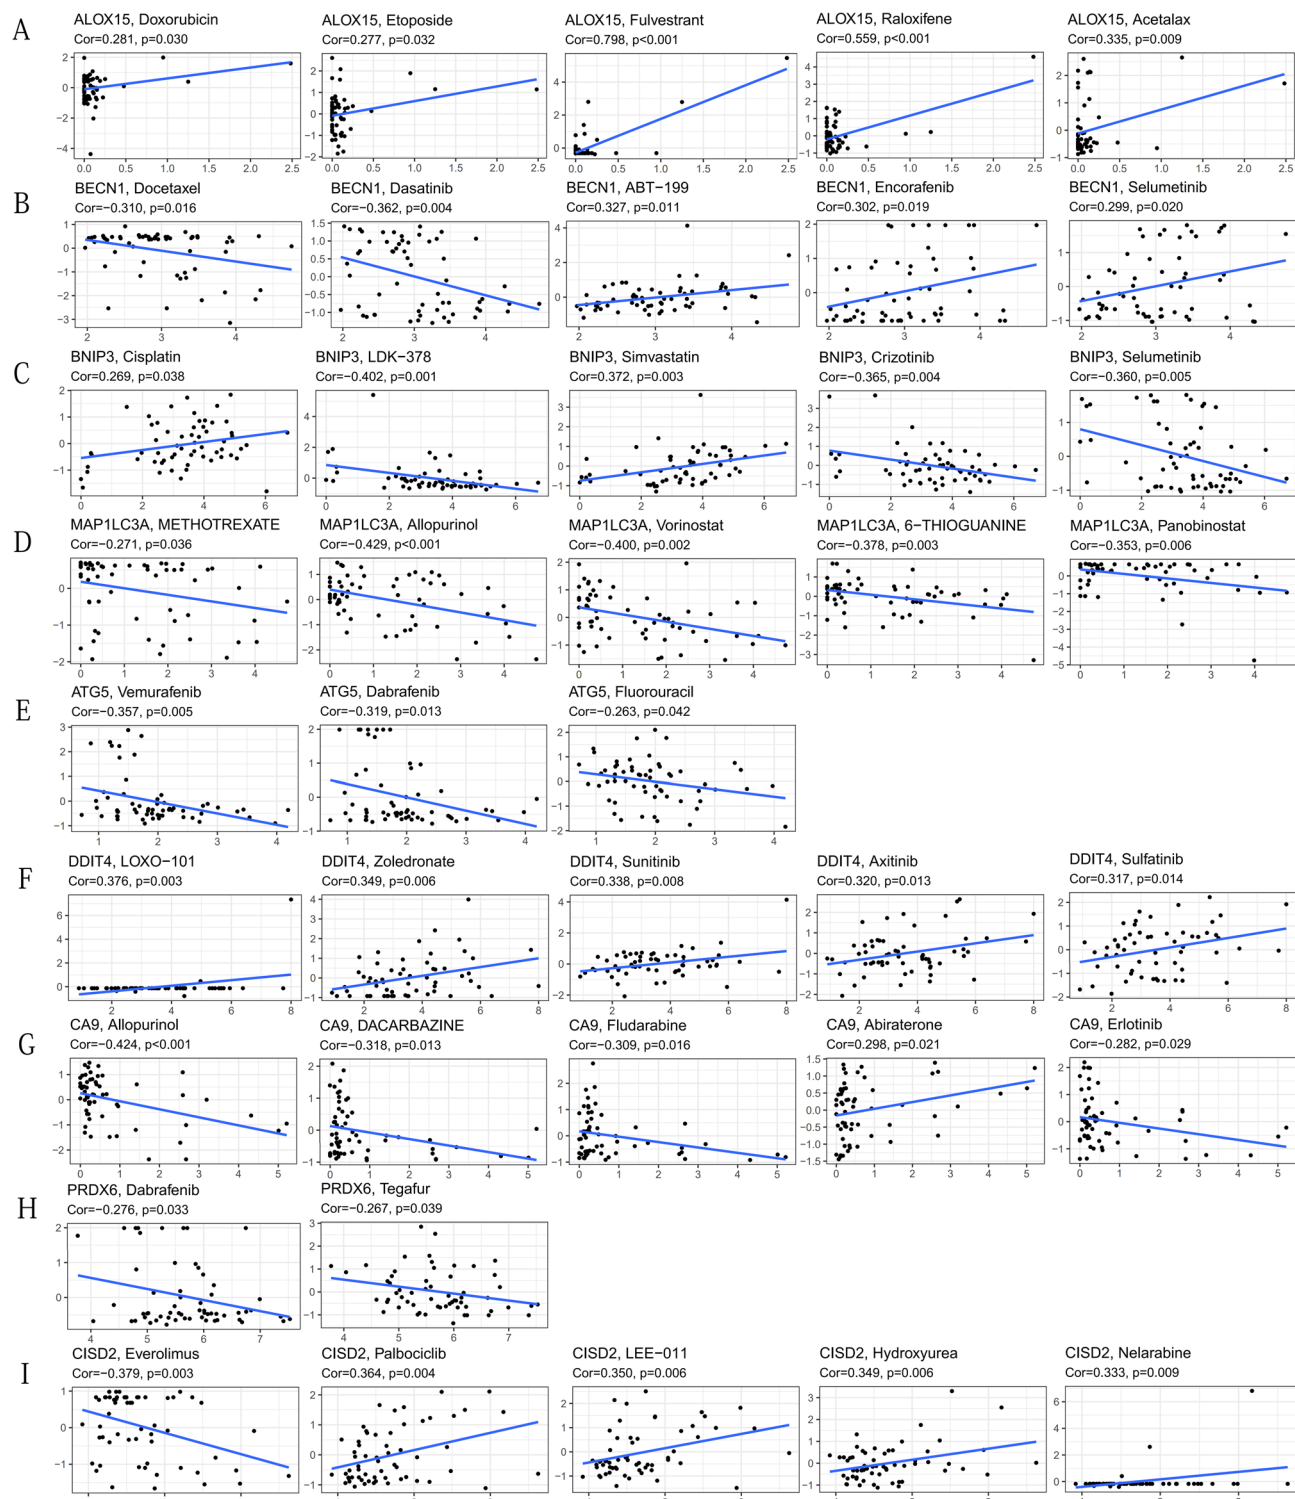 A
ALOX15, Doxorubicin
Cor=0.281, p=0.030
ALOX15, Etoposide
Cor=0.277, p=0.032
ALOX15, Fulvestrant
Cor=0.798, p<0.001
ALOX15, Raloxifene
Cor=0.559, p<0.001
ALOX15, Acetalax
Cor=0.335, p=0.009
B
BECN1, Docetaxel
Cor=−0.310, p=0.016
BECN1, Dasatinib
Cor=−0.362, p=0.004
BECN1, ABT−199
Cor=0.327, p=0.011
BECN1, Encorafenib
Cor=0.302, p=0.019
BECN1, Selumetinib
Cor=0.299, p=0.020
C
BNIP3, Cisplatin
Cor=0.269, p=0.038
BNIP3, LDK−378
Cor=−0.402, p=0.001
BNIP3, Simvastatin
Cor=0.372, p=0.003
BNIP3, Crizotinib
Cor=−0.365, p=0.004
BNIP3, Selumetinib
Cor=−0.360, p=0.005
D
MAP1LC3A, METHOTREXATE
Cor=−0.271, p=0.036
MAP1LC3A, Allopurinol
Cor=−0.429, p<0.001
MAP1LC3A, Vorinostat
Cor=−0.400, p=0.002
MAP1LC3A, 6−THIOGUANINE
Cor=−0.378, p=0.003
MAP1LC3A, Panobinostat
Cor=−0.353, p=0.006
E
ATG5, Vemurafenib
Cor=−0.357, p=0.005
ATG5, Dabrafenib
Cor=−0.319, p=0.013
ATG5, Fluorouracil
Cor=−0.263, p=0.042
F
DDIT4, LOXO−101
Cor=0.376, p=0.003
DDIT4, Zoledronate
Cor=0.349, p=0.006
DDIT4, Sunitinib
Cor=0.338, p=0.008
DDIT4, Axitinib
Cor=0.320, p=0.013
DDIT4, Sulfatinib
Cor=0.317, p=0.014
G
CA9, Allopurinol
Cor=−0.424, p<0.001
CA9, DACARBAZINE
Cor=−0.318, p=0.013
CA9, Fludarabine
Cor=−0.309, p=0.016
CA9, Abiraterone
Cor=0.298, p=0.021
CA9, Erlotinib
Cor=−0.282, p=0.029
H
PRDX6, Dabrafenib
Cor=−0.276, p=0.033
PRDX6, Tegafur
Cor=−0.267, p=0.039
I
CISD2, Everolimus
Cor=−0.379, p=0.003
CISD2, Palbociclib
Cor=0.364, p=0.004
CISD2, LEE−011
Cor=0.350, p=0.006
CISD2, Hydroxyurea
Cor=0.349, p=0.006
CISD2, Nelarabine
Cor=0.333, p=0.009